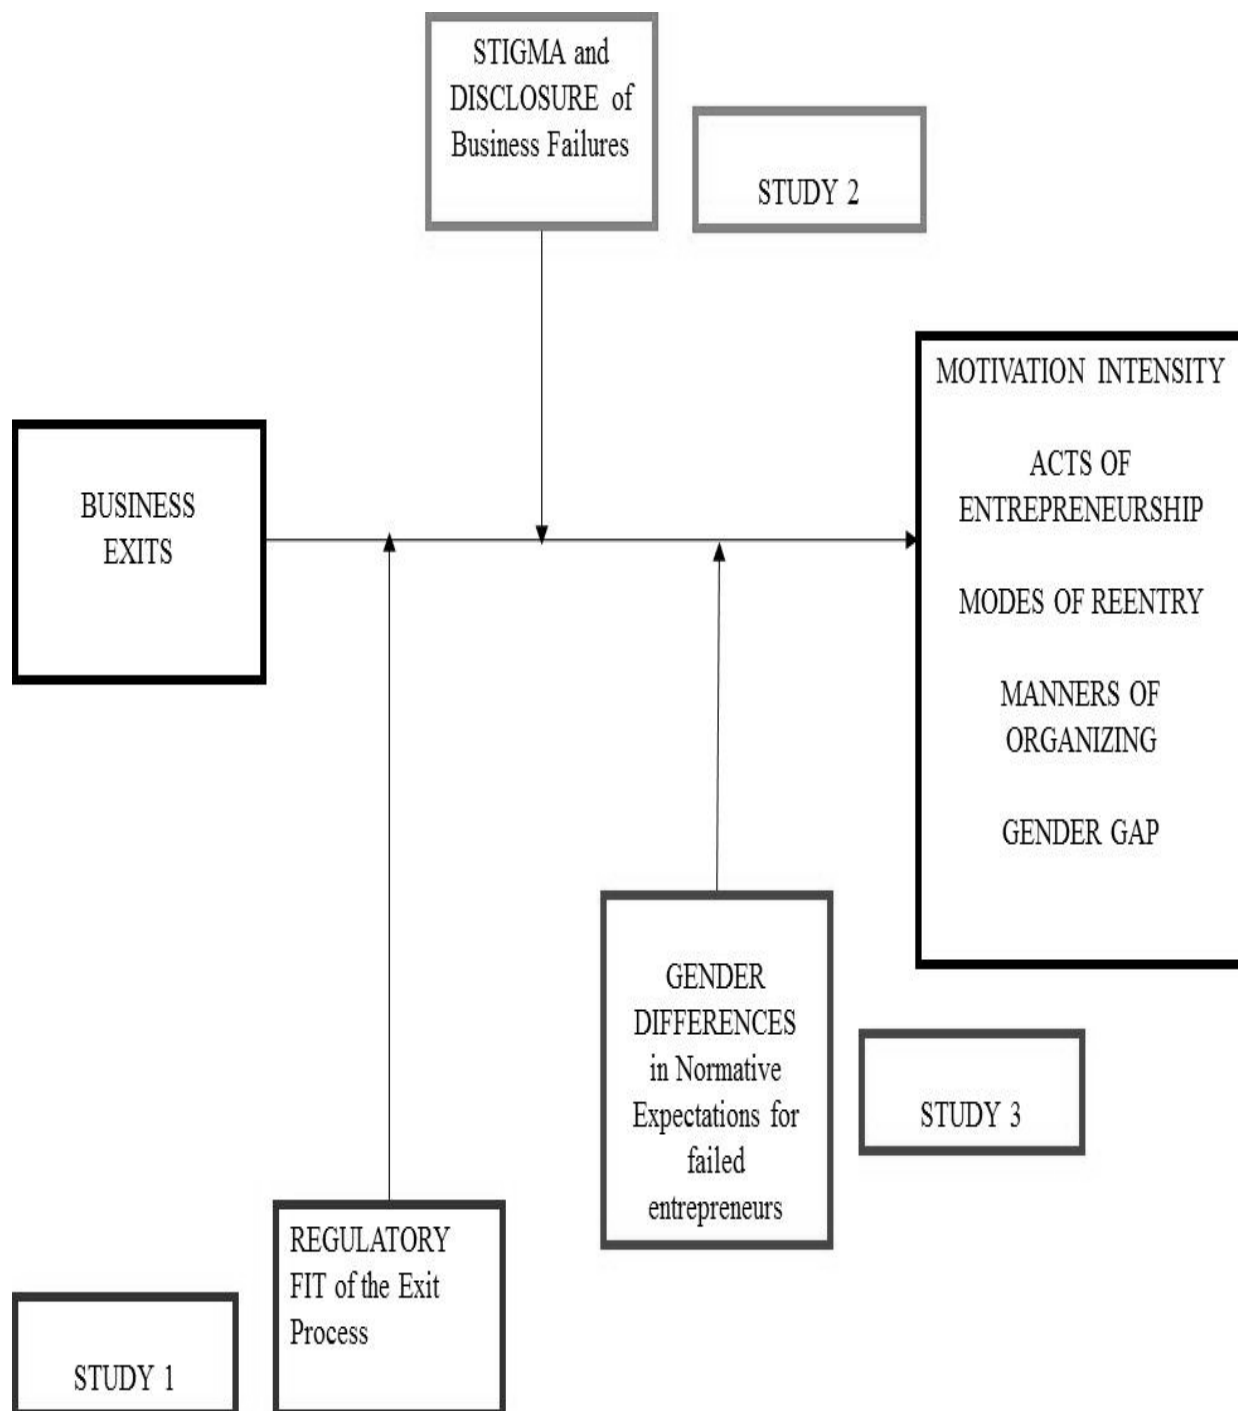 STIGMA and
DISCLOSURE of
Business Failures
STUDY 2
BUSINESS
EXITS
MOTIVATION INTENSITY
ACTS OF
ENTREPRENEURSHIP
MODES OF REENTRY
MANNERS OF
ORGANIZING
GENDER GAP
GENDER
DIFFERENCES
in Normative
Expectations for
failed
entrepreneurs
STUDY 3
REGULATORY
FIT of the Exit
Process
STUDY 1